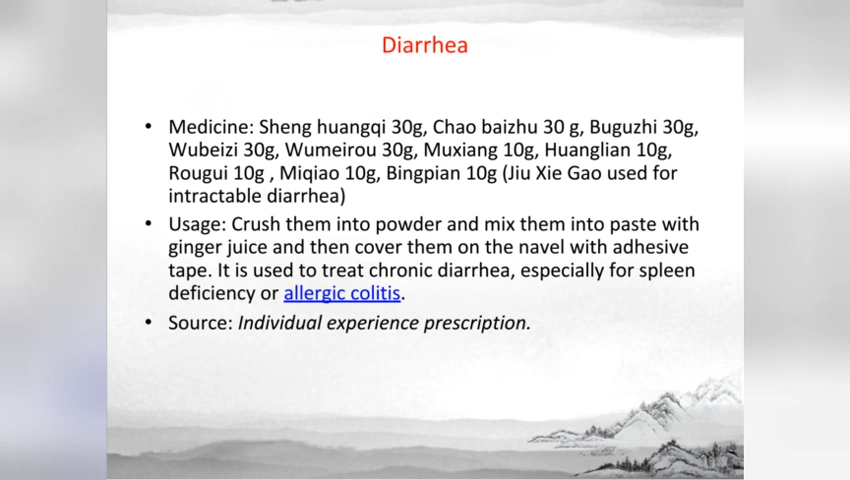 Diarrhea
• Medicine: Sheng huangqi 30g, Chao baizhu 30 g, Buguzhi 30g,
Wubeizi 30g, Wumeirou 30g, Muxiang 10g, Huanglian 10g,
Rougui 10g , Miqiao 10g, Bingpian 10g (Jiu Xie Gao used for
intractable diarrhea)
• Usage: Crush them into powder and mix them into paste with
ginger juice and then cover them on the navel with adhesive
tape. It is used to treat chronic diarrhea, especially for spleen
deficiency or allergic colitis.
• Source: Individual experience prescription.